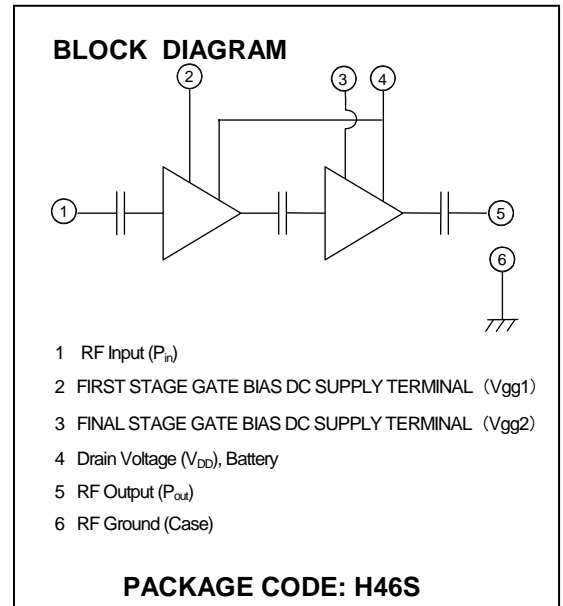 BLOCK DIAGRAM
2
3
4
1
5
6
1 RF Input (Pin)
2 FIRST STAGE GATE BIAS DC SUPPLY TERMINAL （Vgg1）
3 FINAL STAGE GATE BIAS DC SUPPLY TERMINAL （Vgg2）
4 Drain Voltage (VDD), Battery
5 RF Output (Pout)
6 RF Ground (Case)
PACKAGE CODE: H46S